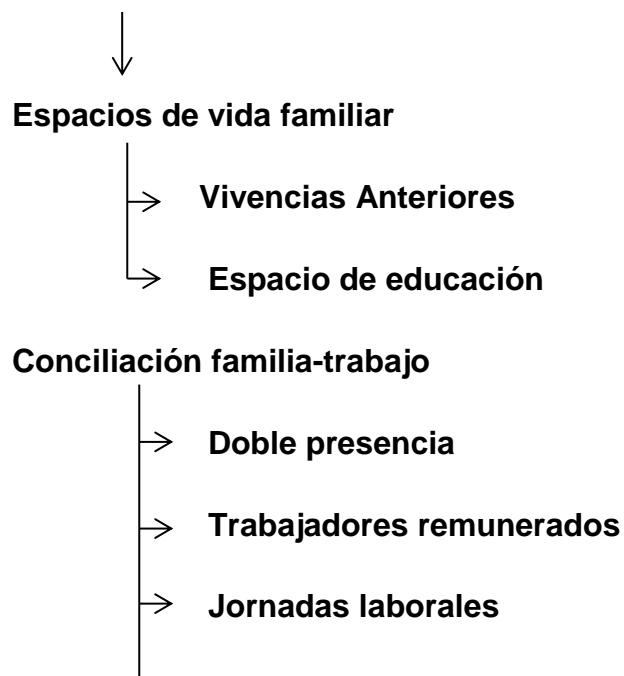 Espacios de vida familiar
Vivencias Anteriores
Espacio de educación
Conciliación familia-trabajo
Doble presencia
Trabajadores remunerados
Jornadas laborales